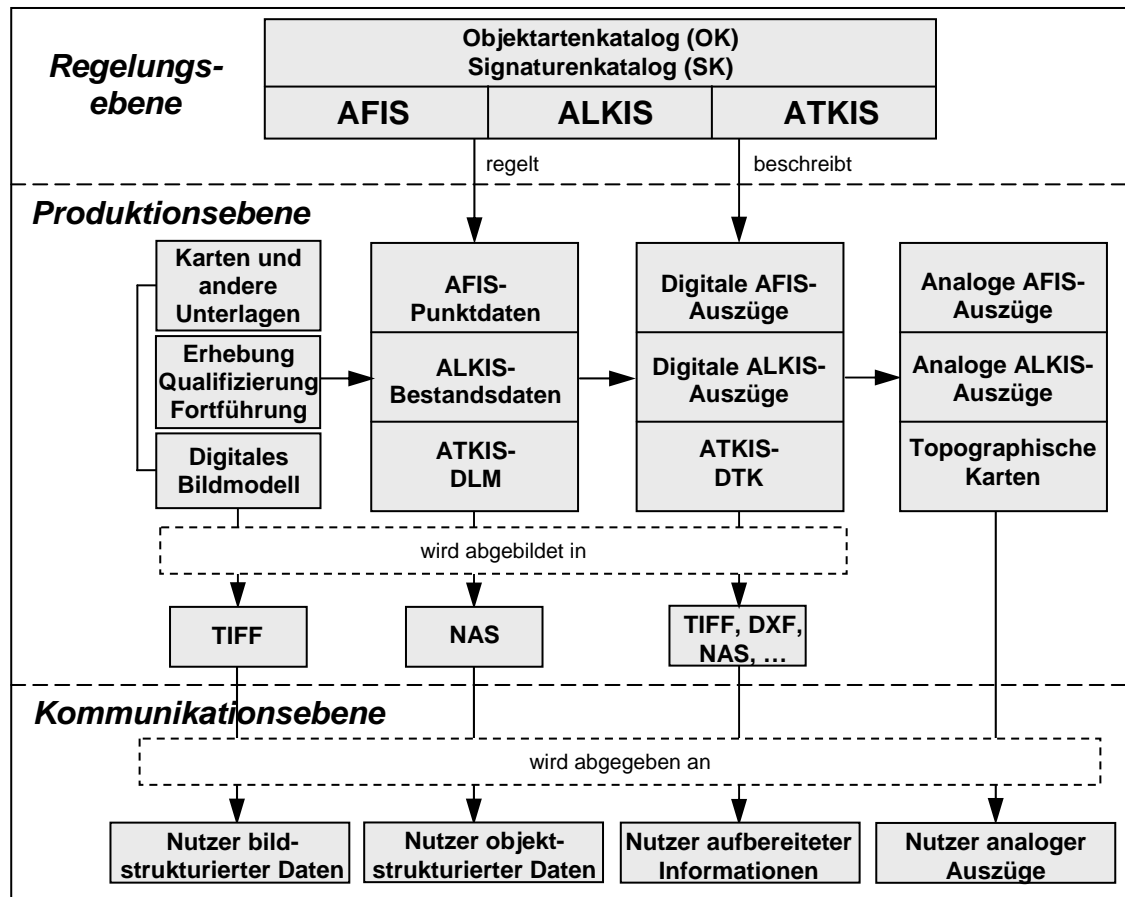 Regelungs-
ebene
Objektartenkatalog (OK)
Signaturenkatalog (SK)
AFIS
ALKIS
ATKIS
regelt
beschreibt
Produktionsebene
Karten und
andere
Unterlagen
Erhebung
Qualifizierung
Fortführung
Digitales
Bildmodell
AFIS-
Punktdaten
ALKIS-
Bestandsdaten
ATKIS-
DLM
Digitale AFIS-
Auszüge
Digitale ALKIS-
Auszüge
ATKIS-
DTK
Analoge AFIS-
Auszüge
Analoge ALKIS-
Auszüge
Topographische
Karten
wird abgebildet in
TIFF
NAS
TIFF, DXF,
NAS, …
Kommunikationsebene
wird abgegeben an
Nutzer bild-
strukturierter Daten
Nutzer objekt-
strukturierter Daten
Nutzer aufbereiteter
Informationen
Nutzer analoger
Auszüge